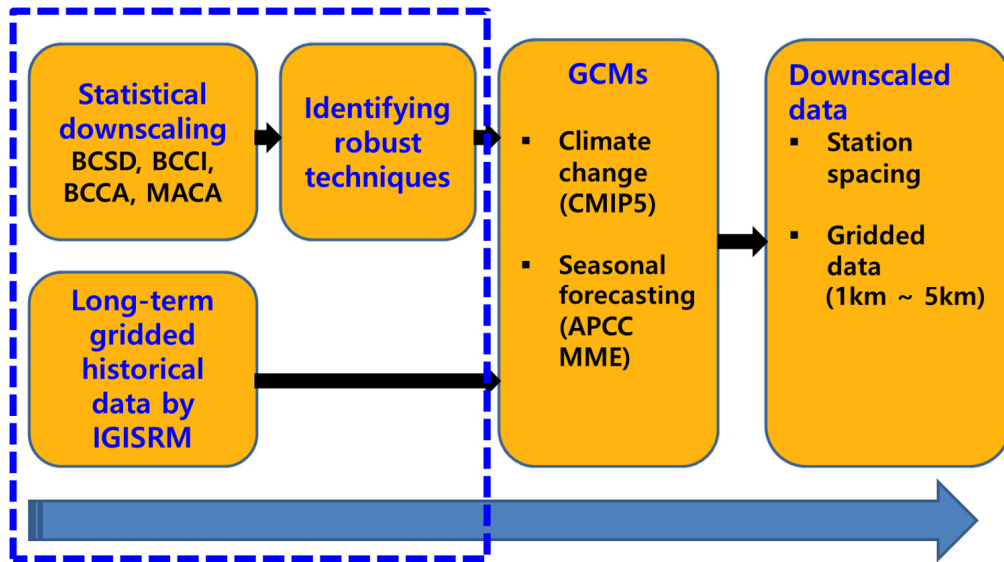 Statistical
downscaling
BCSD, BCCI,
BCCA, MACA
Identifying
robust
techniques
Long-term
gridded
historical
data by
IGISRM
GCMs
▪ Climate
change
(CMIP5)
▪ Seasonal
forecasting
(APCC
MME)
Downscaled
data
▪ Station
spacing
▪ Gridded
data
(1km ~ 5km)